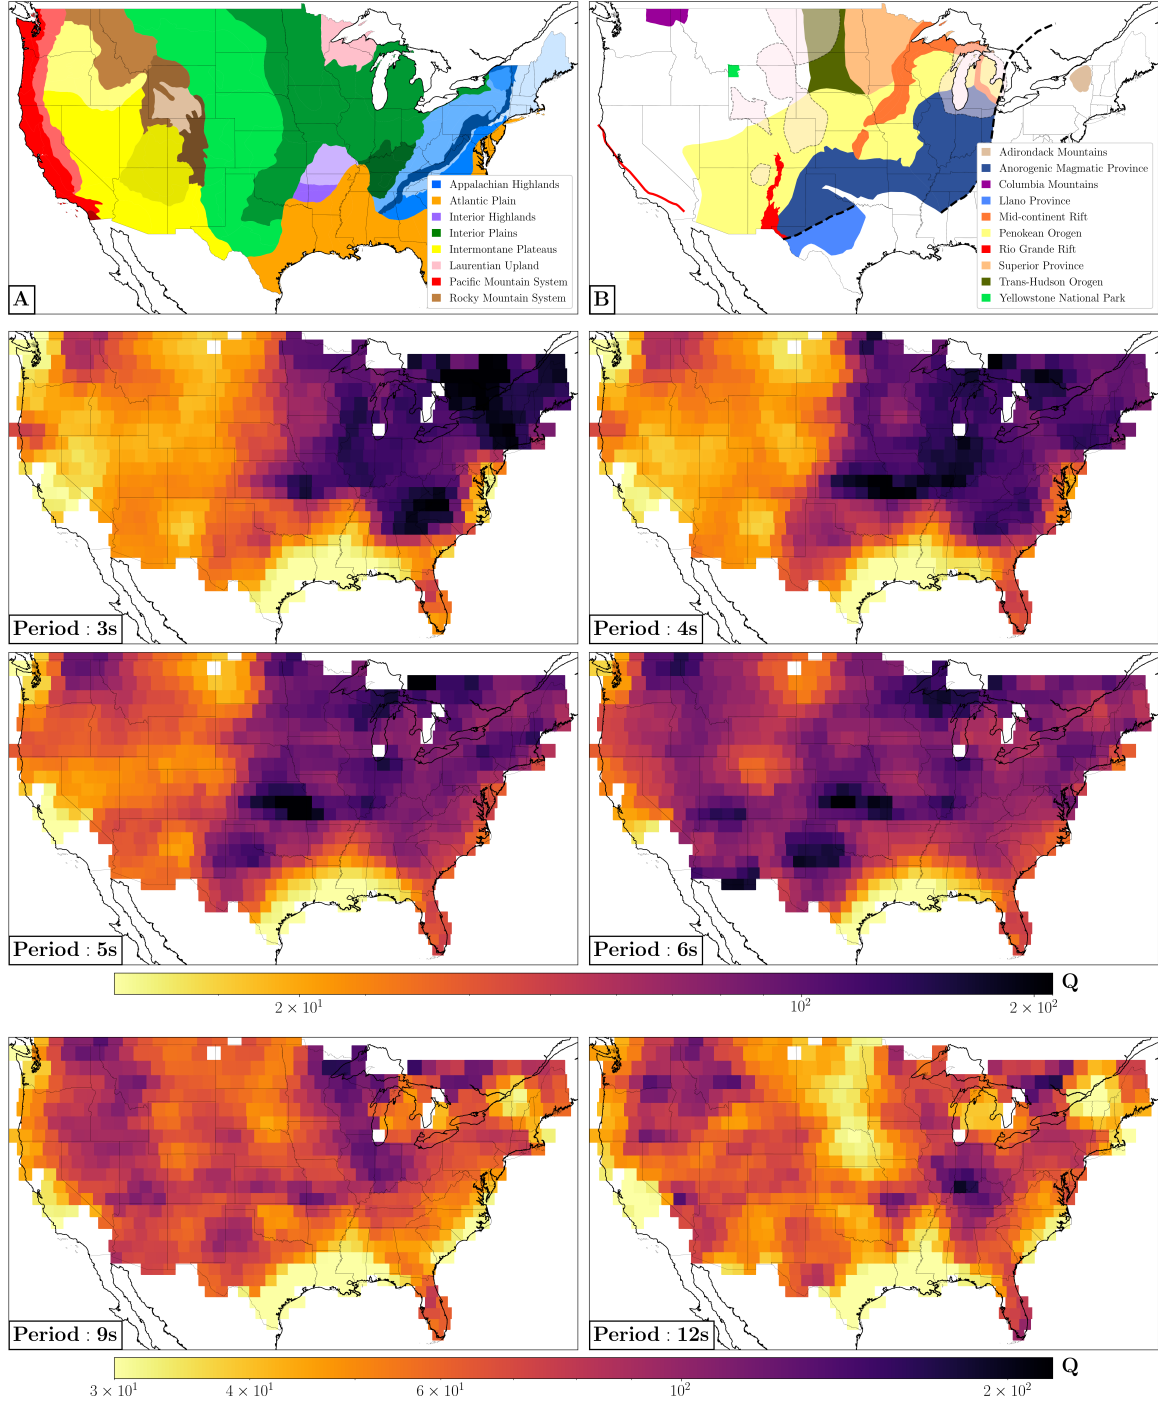 Appalachian Highlands
Atlantic Plain
Interior Highlands
Interior Plains
Intermontane Plateaus
Laurentian Upland
Pacific Mountain System
Rocky Mountain System
A
Adirondack Mountains
Anorogenic Magmatic Province
Columbia Mountains
Llano Province
Mid-continent Rift
Penokean Orogen
Rio Grande Rift
Superior Province
Trans-Hudson Orogen
Yellowstone National Park
B
Period : 3s
Period : 4s
Period : 5s
Period : 6s
Q
2 × 10¹ 10² 2 × 10²
Period : 9s
Period : 12s
Q
3 × 10¹ 4 × 10¹ 6 × 10¹ 10² 2 × 10²